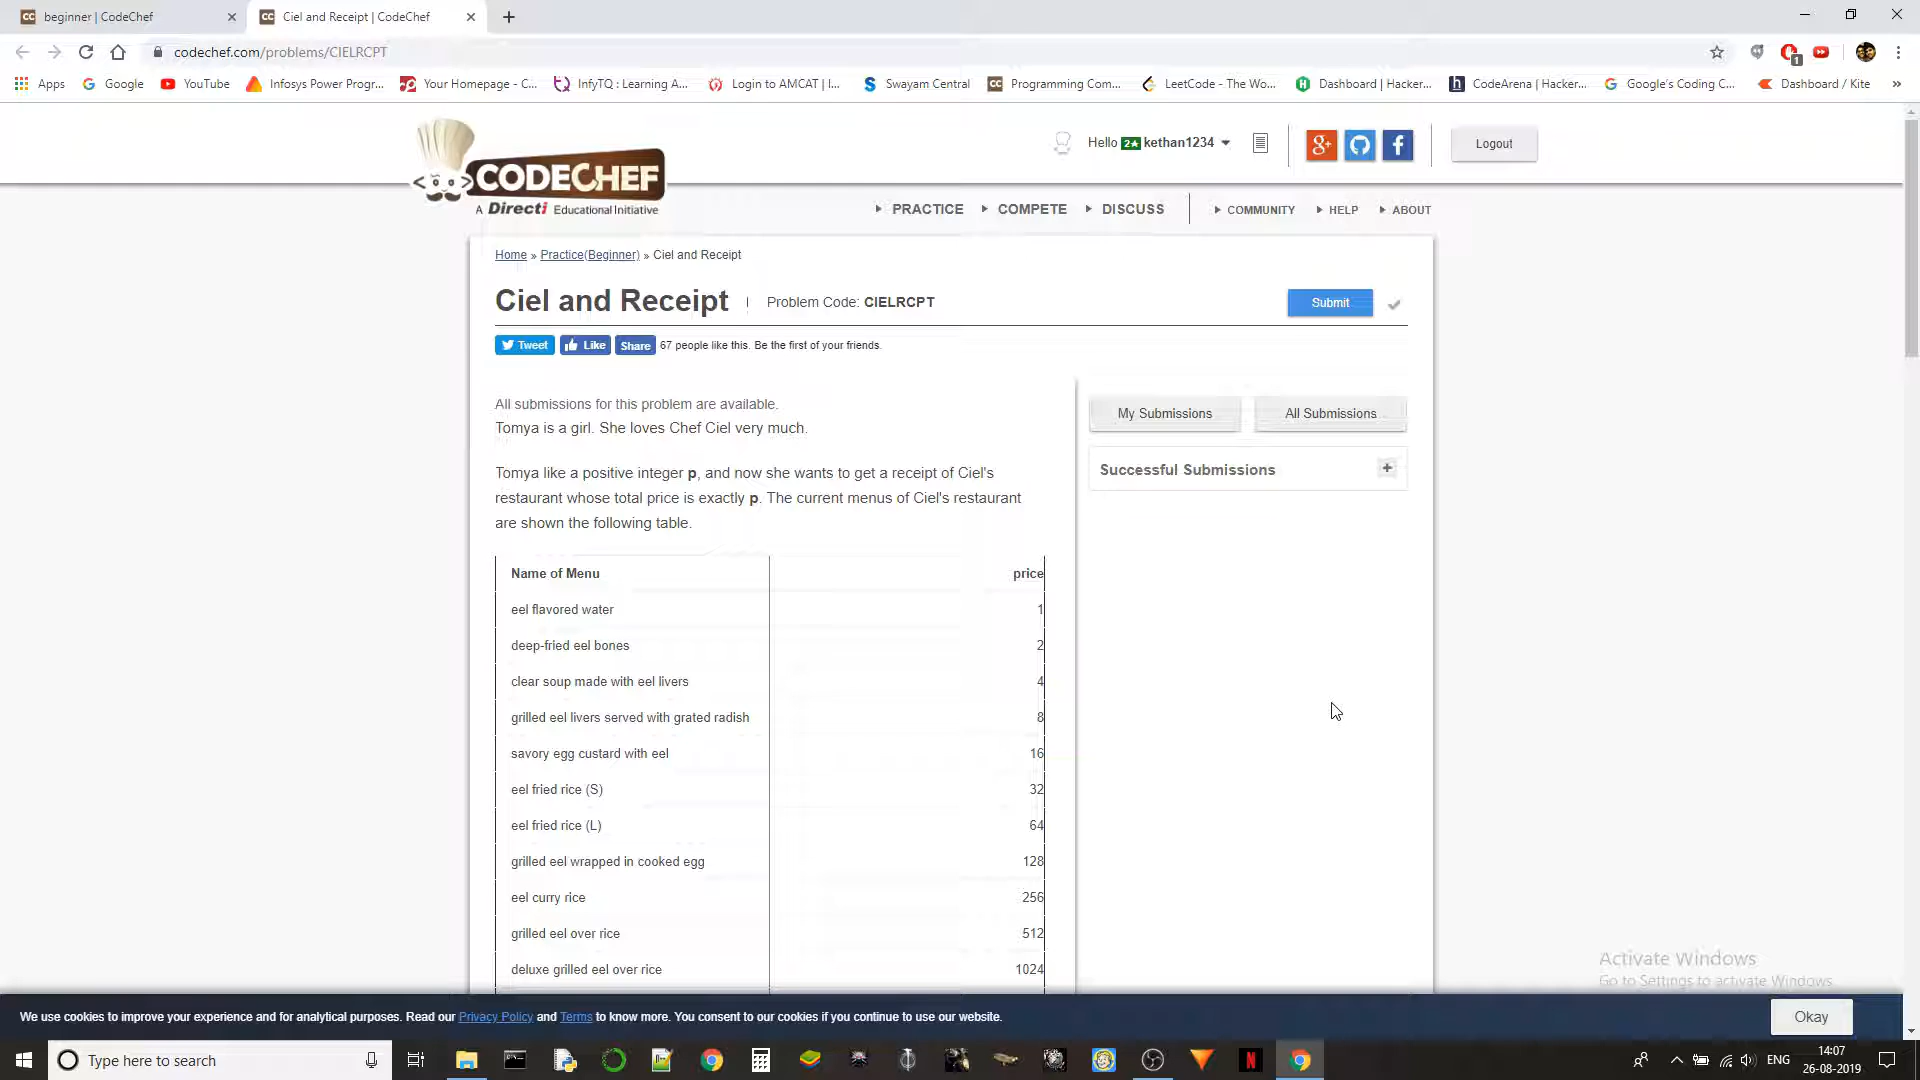 beginner | CodeChef
Ciel and Receipt | CodeChef
codechef.com/problems/CIELRCPT
1
Apps
Google
YouTube
Infosys Power Progr...
Your Homepage - C...
InfyTQ : Learning A...
Login to AMCAT | I...
Swayam Central
Programming Com...
LeetCode - The Wo...
Dashboard | Hacker...
CodeArena | Hacker...
Google's Coding C...
Dashboard / Kite
»
CODECHEF
A Directi Educational Initiative
Hello 2★ kethan1234
g+
f
Logout
PRACTICE
COMPETE
DISCUSS
COMMUNITY
HELP
ABOUT
Home » Practice(Beginner) » Ciel and Receipt
Ciel and Receipt
Problem Code: CIELRCPT
Submit
Tweet
Like
Share
67 people like this. Be the first of your friends.
All submissions for this problem are available.
Tomya is a girl. She loves Chef Ciel very much.
Tomya like a positive integer p, and now she wants to get a receipt of Ciel's
restaurant whose total price is exactly p. The current menus of Ciel's restaurant
are shown the following table.
My Submissions
All Submissions
Successful Submissions
+
Name of Menu price
eel flavored water 1
deep-fried eel bones 2
clear soup made with eel livers 4
grilled eel livers served with grated radish 8
savory egg custard with eel 16
eel fried rice (S) 32
eel fried rice (L) 64
grilled eel wrapped in cooked egg 128
eel curry rice 256
grilled eel over rice 512
deluxe grilled eel over rice 1024
Activate Windows
Go to Settings to activate Windows.
We use cookies to improve your experience and for analytical purposes. Read our Privacy Policy and Terms to know more. You consent to our cookies if you continue to use our website.
Okay
Type here to search
N
ENG
14:07
26-08-2019